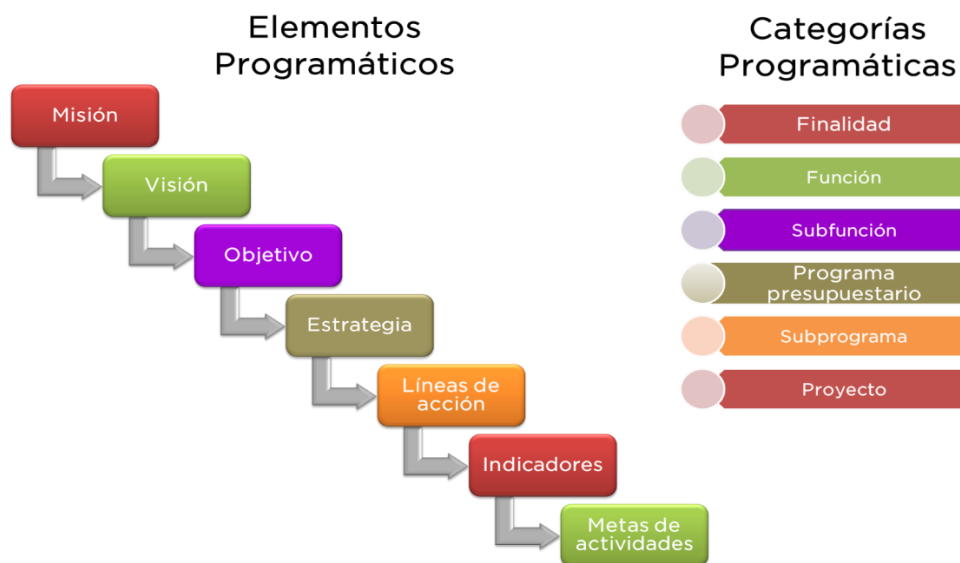 Elementos
Programáticos
Misión
Visión
Objetivo
Estrategia
Líneas de
acción
Indicadores
Metas de
actividades
Categorías
Programáticas
Finalidad
Función
Subfunción
Programa
presupuestario
Subprograma
Proyecto